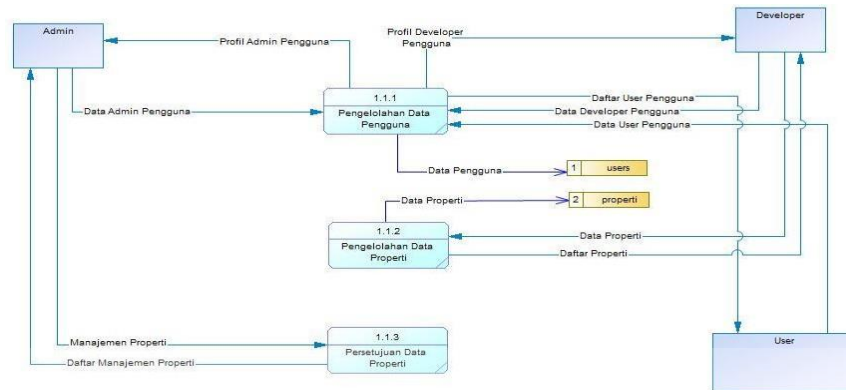 Admin
Developer
Profil Admin Pengguna
Profil Developer
Pengguna
1.1.1
Pengelolahan Data
Pengguna
Data Admin Pengguna
Daftar User Pengguna
Data Developer Pengguna
Data User Pengguna
Data Pengguna
1 users
Data Properti
2 properti
1.1.2
Pengelolahan Data
Properti
Data Properti
Daftar Properti
Manajemen Properti
1.1.3
Persetujuan Data
Properti
Daftar Manajemen Properti
User